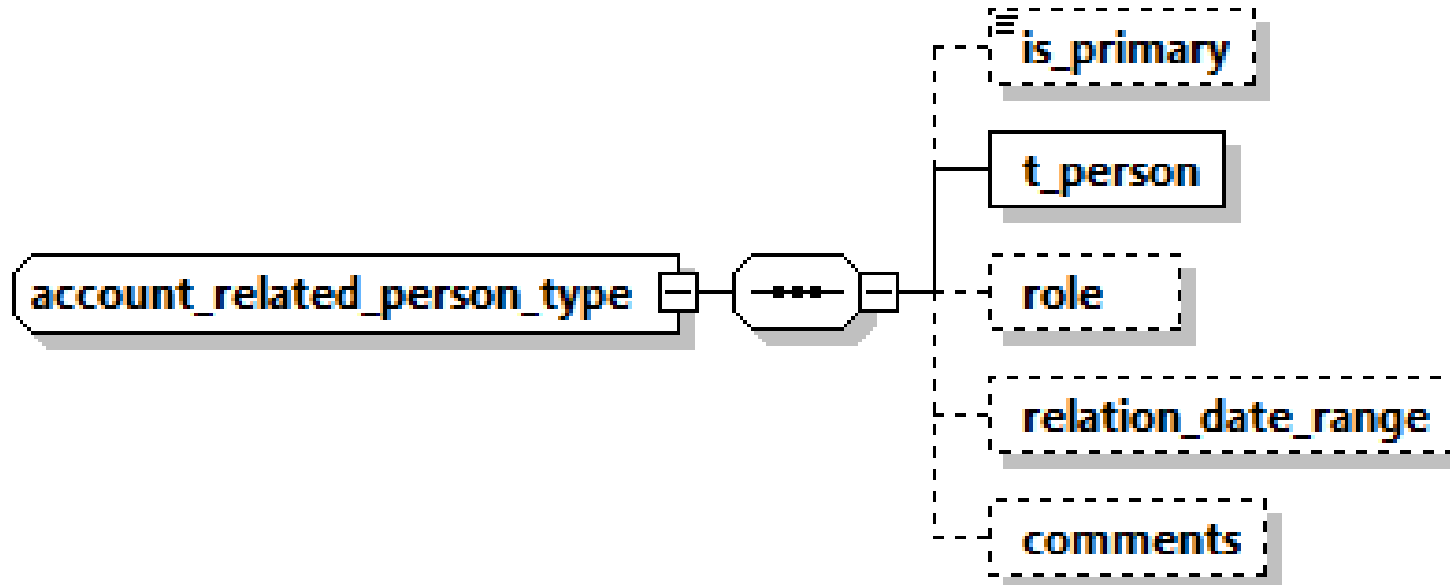 is_primary
t_person
account_related_person_type
role
relation_date_range
comments